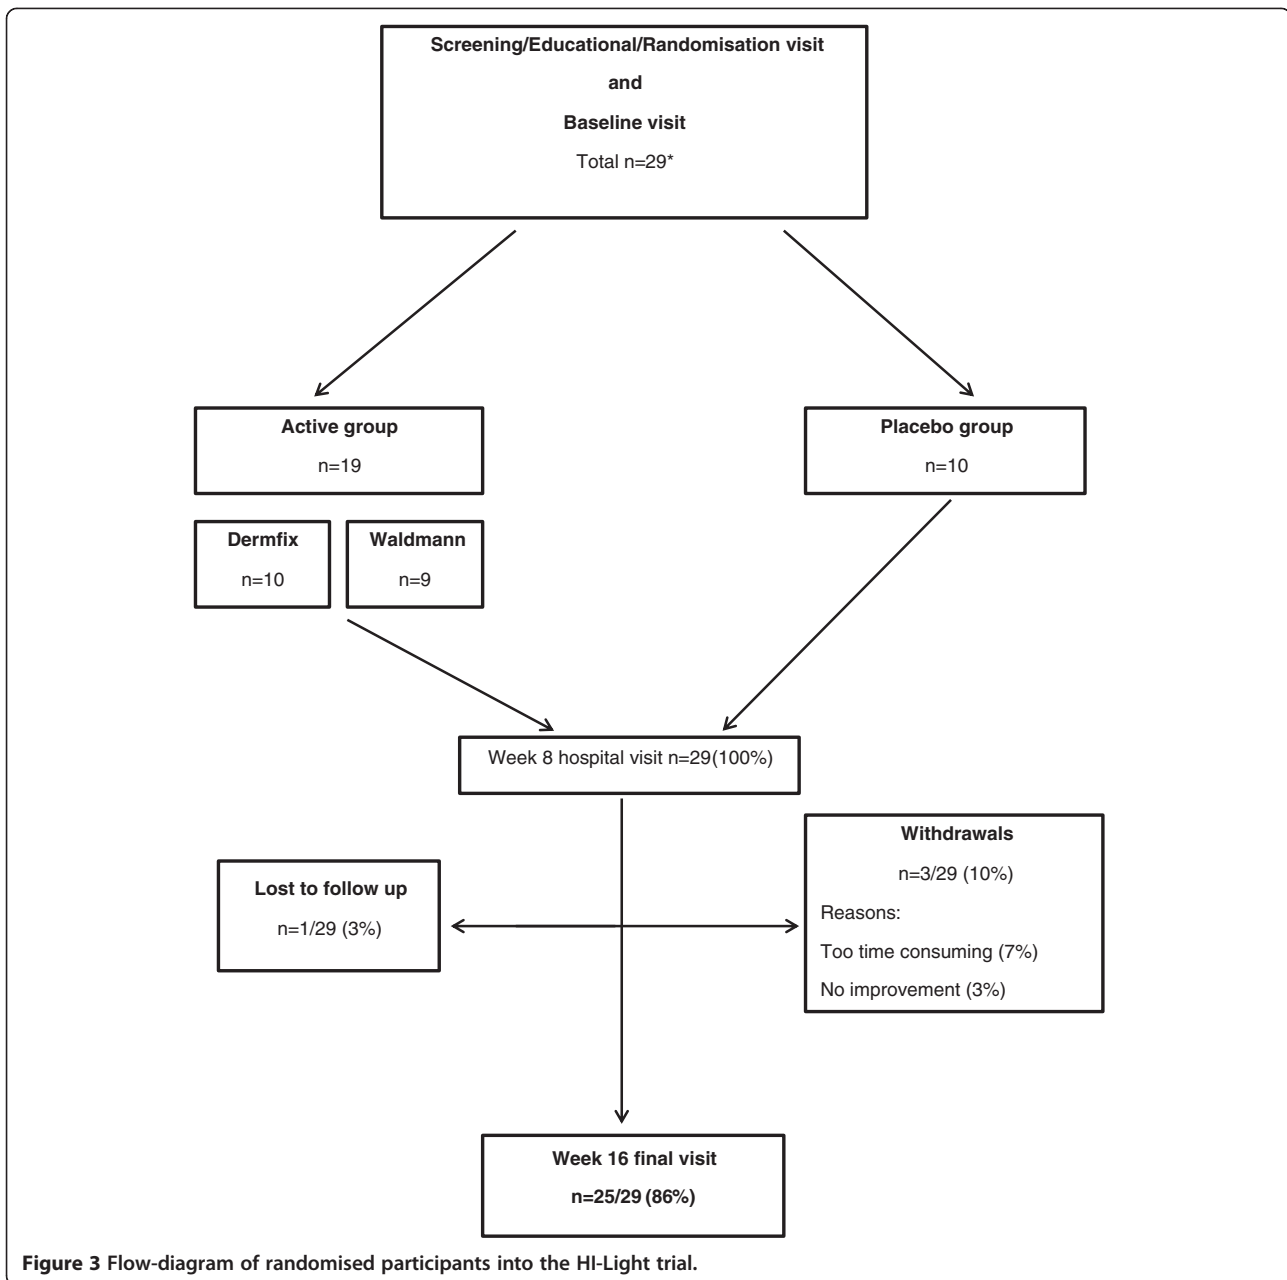 Screening/Educational/Randomisation visit
and
Baseline visit
Total n=29*
Active group
n=19
Placebo group
n=10
Dermfix
n=10
Waldmann
n=9
Week 8 hospital visit n=29(100%)
Lost to follow up
n=1/29 (3%)
Withdrawals
n=3/29 (10%)
Reasons:
Too time consuming (7%)
No improvement (3%)
Week 16 final visit
n=25/29 (86%)
Figure 3 Flow-diagram of randomised participants into the HI-Light trial.